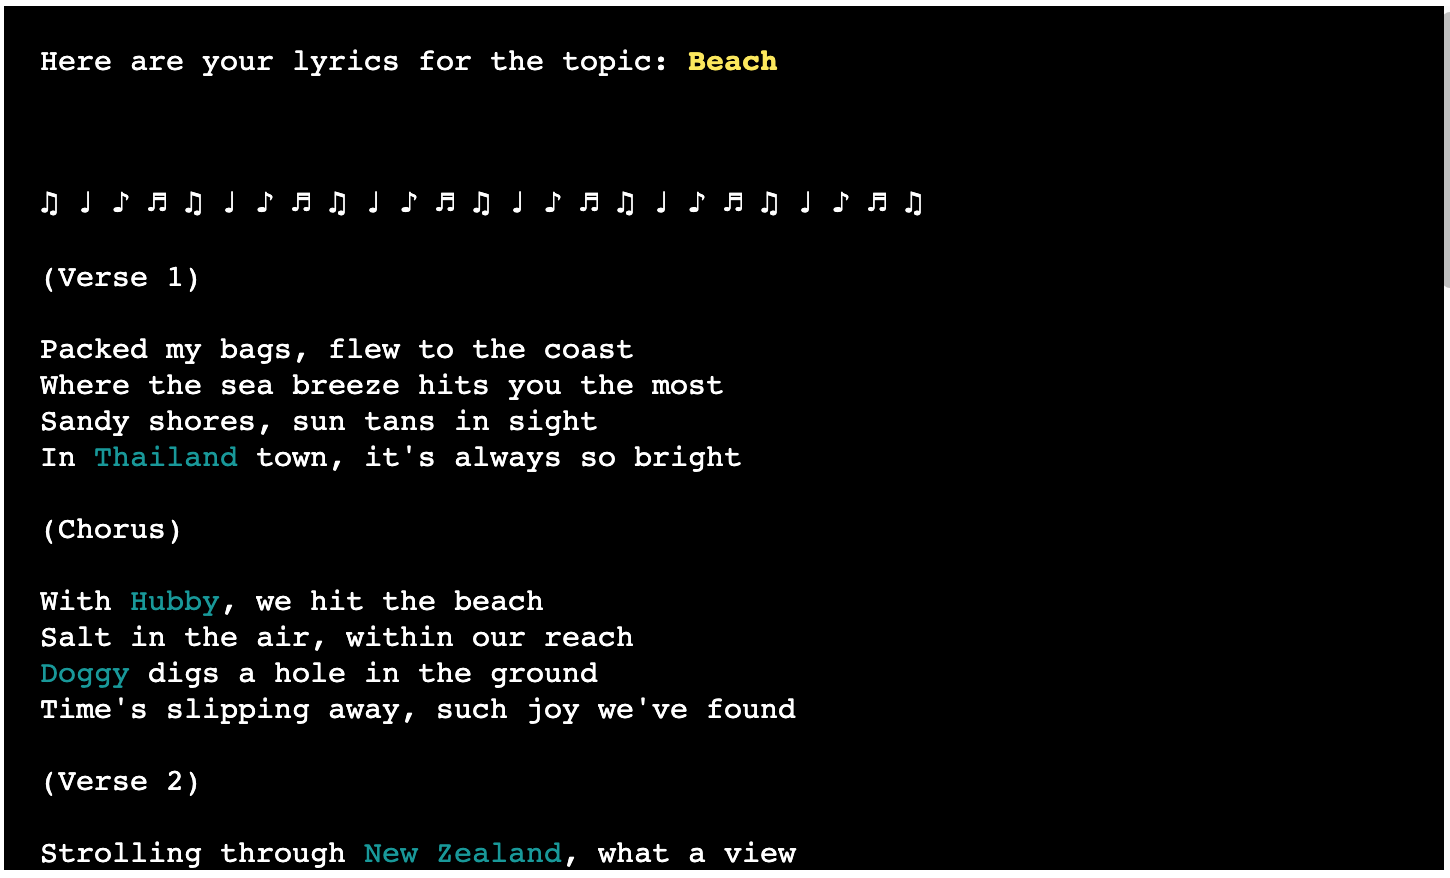 Here are your lyrics for the topic: Beach
♫ ♩ ♪ ♬ ♫ ♩ ♪ ♬ ♫ ♩ ♪ ♬ ♫ ♩ ♪ ♬ ♫ ♩ ♪ ♬ ♫ ♩ ♪ ♬ ♫
(Verse 1)
Packed my bags, flew to the coast
Where the sea breeze hits you the most
Sandy shores, sun tans in sight
In Thailand town, it's always so bright
(Chorus)
With Hubby, we hit the beach
Salt in the air, within our reach
Doggy digs a hole in the ground
Time's slipping away, such joy we've found
(Verse 2)
Strolling through New Zealand, what a view